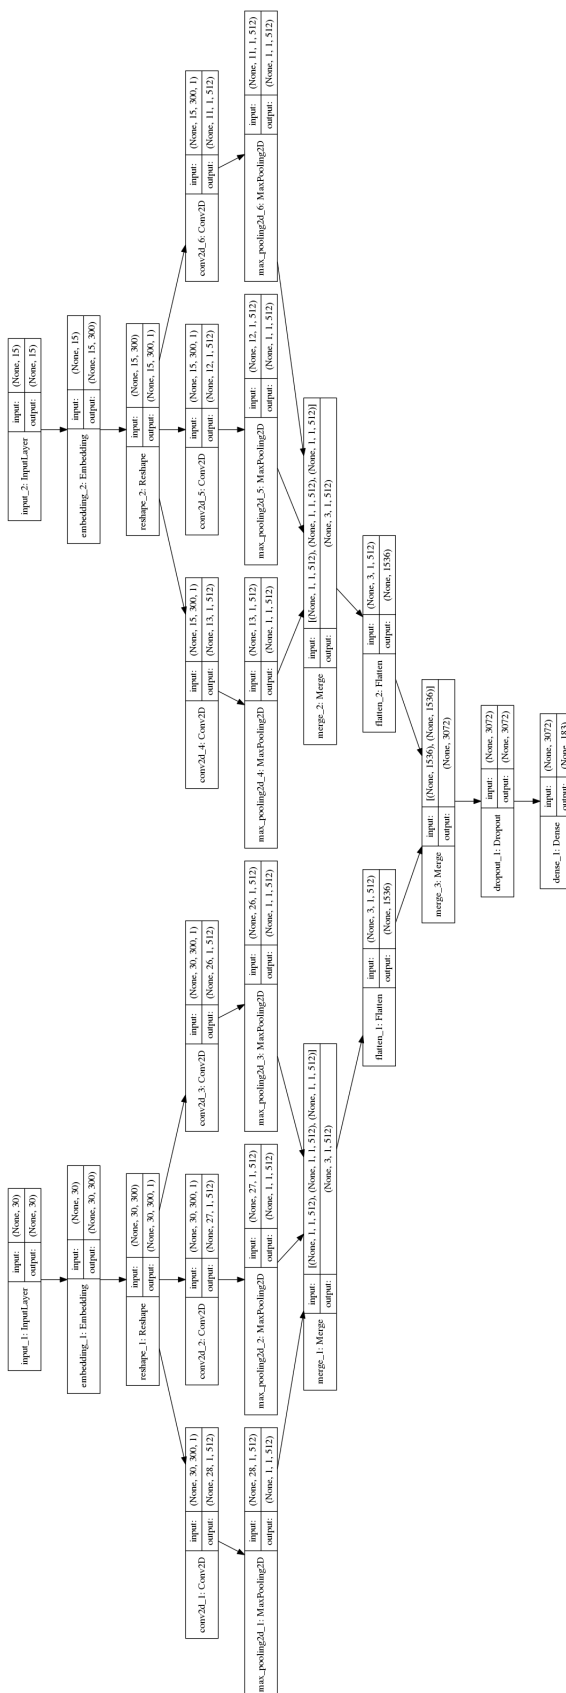 input_1: InputLayer
input: (None, 30)
output: (None, 30)
input_2: InputLayer
input: (None, 15)
output: (None, 15)
embedding_1: Embedding
input: (None, 30)
output: (None, 30, 300)
embedding_2: Embedding
input: (None, 15)
output: (None, 15, 300)
reshape_1: Reshape
input: (None, 30, 300)
output: (None, 30, 300, 1)
reshape_2: Reshape
input: (None, 15, 300)
output: (None, 15, 300, 1)
conv2d_1: Conv2D
input: (None, 30, 300, 1)
output: (None, 28, 1, 512)
conv2d_2: Conv2D
input: (None, 30, 300, 1)
output: (None, 27, 1, 512)
conv2d_3: Conv2D
input: (None, 30, 300, 1)
output: (None, 26, 1, 512)
conv2d_4: Conv2D
input: (None, 15, 300, 1)
output: (None, 13, 1, 512)
conv2d_5: Conv2D
input: (None, 15, 300, 1)
output: (None, 12, 1, 512)
conv2d_6: Conv2D
input: (None, 15, 300, 1)
output: (None, 11, 1, 512)
max_pooling2d_1: MaxPooling2D
input: (None, 28, 1, 512)
output: (None, 1, 1, 512)
max_pooling2d_2: MaxPooling2D
input: (None, 27, 1, 512)
output: (None, 1, 1, 512)
max_pooling2d_3: MaxPooling2D
input: (None, 26, 1, 512)
output: (None, 1, 1, 512)
max_pooling2d_4: MaxPooling2D
input: (None, 13, 1, 512)
output: (None, 1, 1, 512)
max_pooling2d_5: MaxPooling2D
input: (None, 12, 1, 512)
output: (None, 1, 1, 512)
max_pooling2d_6: MaxPooling2D
input: (None, 11, 1, 512)
output: (None, 1, 1, 512)
merge_1: Merge
input: [(None, 1, 1, 512), (None, 1, 1, 512), (None, 1, 1, 512)]
output: (None, 3, 1, 512)
merge_2: Merge
input: [(None, 1, 1, 512), (None, 1, 1, 512), (None, 1, 1, 512)]
output: (None, 3, 1, 512)
flatten_1: Flatten
input: (None, 3, 1, 512)
output: (None, 1536)
flatten_2: Flatten
input: (None, 3, 1, 512)
output: (None, 1536)
merge_3: Merge
input: [(None, 1536), (None, 1536)]
output: (None, 3072)
dropout_1: Dropout
input: (None, 3072)
output: (None, 3072)
dense_1: Dense
input: (None, 3072)
output: (None, 183)